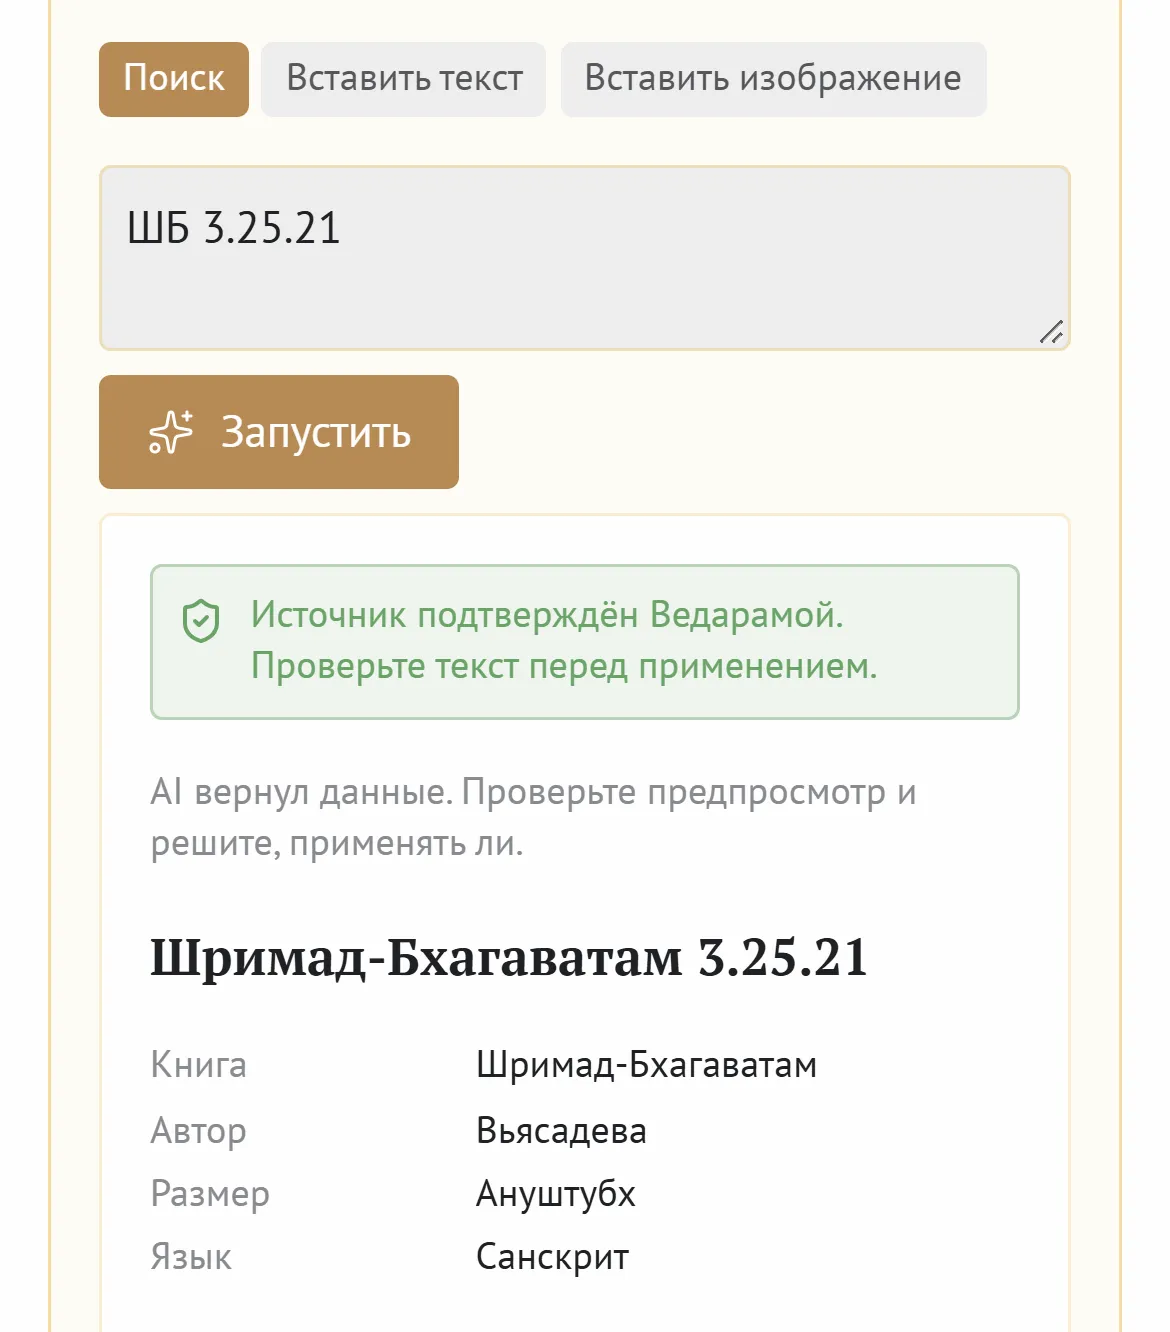 Поиск Вставить текст Вставить изображение
ШБ 3.25.21
Запустить
Источник подтверждён Ведарамой.
Проверьте текст перед применением.
AI вернул данные. Проверьте предпросмотр и
решите, применять ли.
Шримад-Бхагаватам 3.25.21
Книга Шримад-Бхагаватам
Автор Вьясадева
Размер Ануштубх
Язык Санскрит